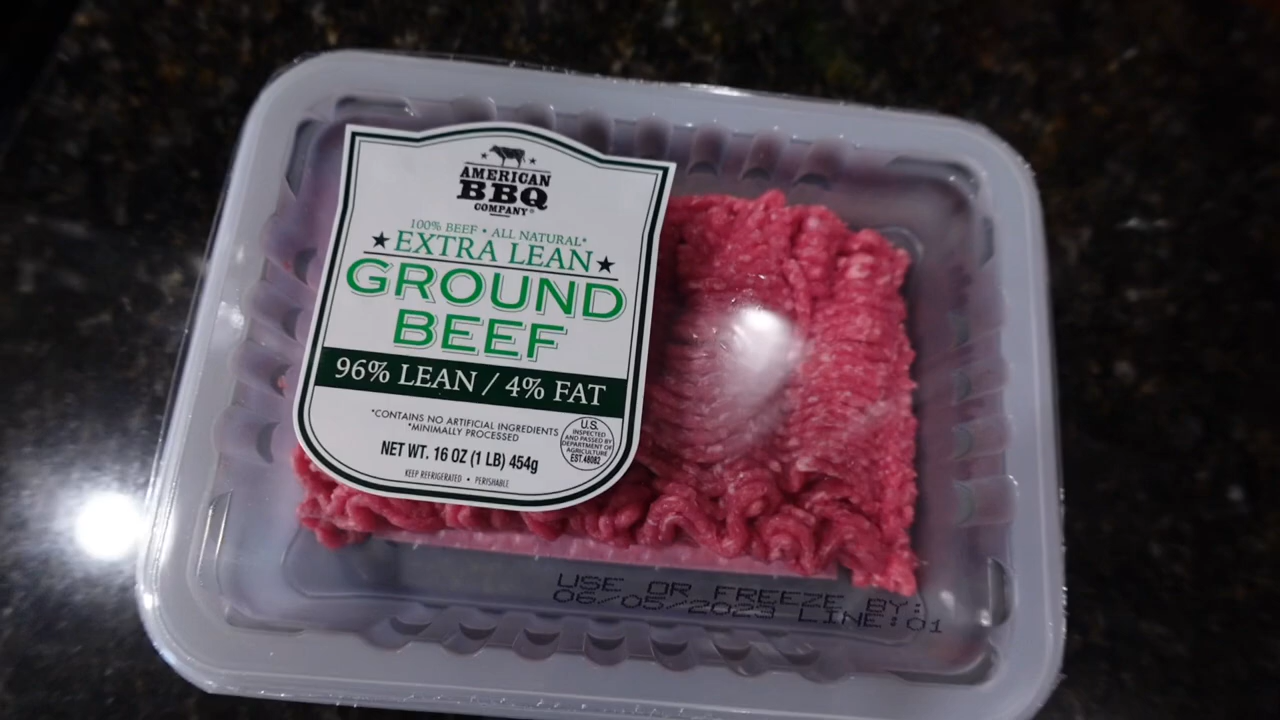 AMERICAN
BBQ
COMPANY®
100% BEEF • ALL NATURAL*
★EXTRA LEAN★
GROUND
BEEF
96% LEAN / 4% FAT
*CONTAINS NO ARTIFICIAL INGREDIENTS
*MINIMALLY PROCESSED
U.S.
INSPECTED
AND PASSED BY
DEPARTMENT OF
AGRICULTURE
EST.48082
NET WT. 16 OZ (1 LB) 454g
KEEP REFRIGERATED • PERISHABLE
USE OR FREEZE BY:
06/05/2023 LINE:01